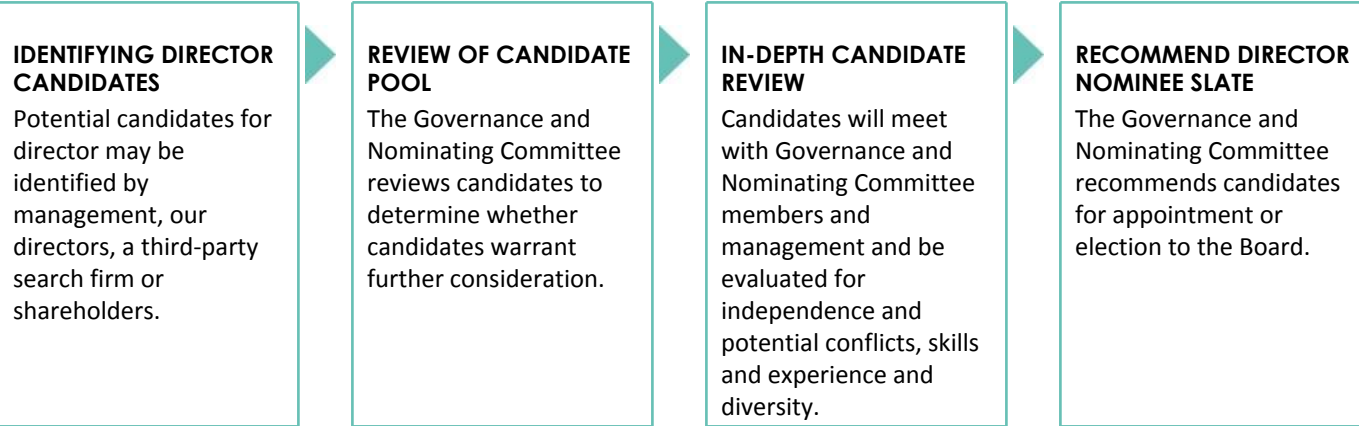 IDENTIFYING DIRECTOR
CANDIDATES
Potential candidates for
director may be
identified by
management, our
directors, a third-party
search firm or
shareholders.
REVIEW OF CANDIDATE
POOL
The Governance and
Nominating Committee
reviews candidates to
determine whether
candidates warrant
further consideration.
IN-DEPTH CANDIDATE
REVIEW
Candidates will meet
with Governance and
Nominating Committee
members and
management and be
evaluated for
independence and
potential conflicts, skills
and experience and
diversity.
RECOMMEND DIRECTOR
NOMINEE SLATE
The Governance and
Nominating Committee
recommends candidates
for appointment or
election to the Board.